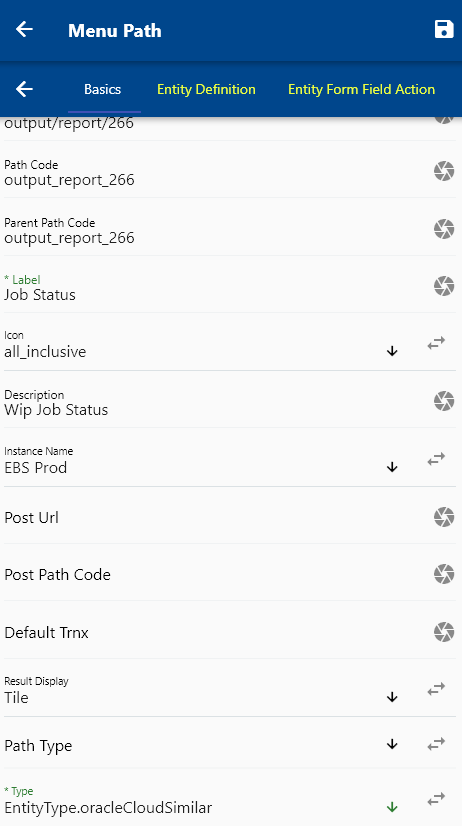 Menu Path
Basics Entity Definition Entity Form Field Action
output/report/266
Path Code
output_report_266
Parent Path Code
output_report_266
* Label
Job Status
Icon
all_inclusive
Description
Wip Job Status
Instance Name
EBS Prod
Post Url
Post Path Code
Default Trnx
Result Display
Tile
Path Type
* Type
EntityType.oracleCloudSimilar